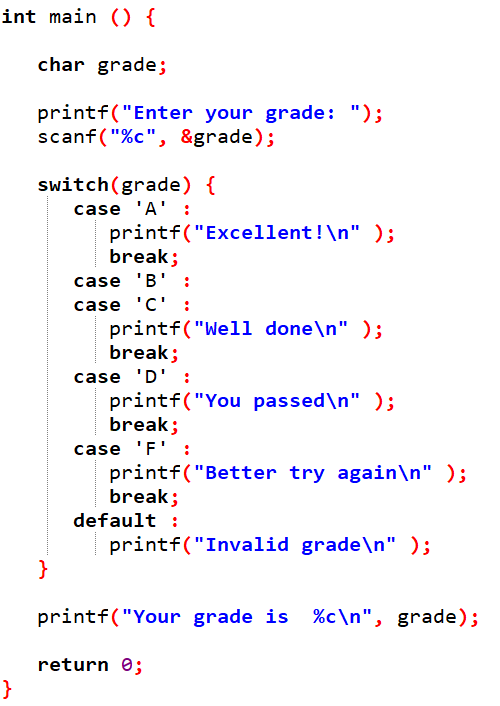 int main () {
char grade;
printf("Enter your grade: ");
scanf("%c", &grade);
switch(grade) {
case 'A' :
printf("Excellent!\n" );
break;
case 'B' :
case 'C' :
printf("Well done\n" );
break;
case 'D' :
printf("You passed\n" );
break;
case 'F' :
printf("Better try again\n" );
break;
default :
printf("Invalid grade\n" );
}
printf("Your grade is  %c\n", grade);
return 0;
}